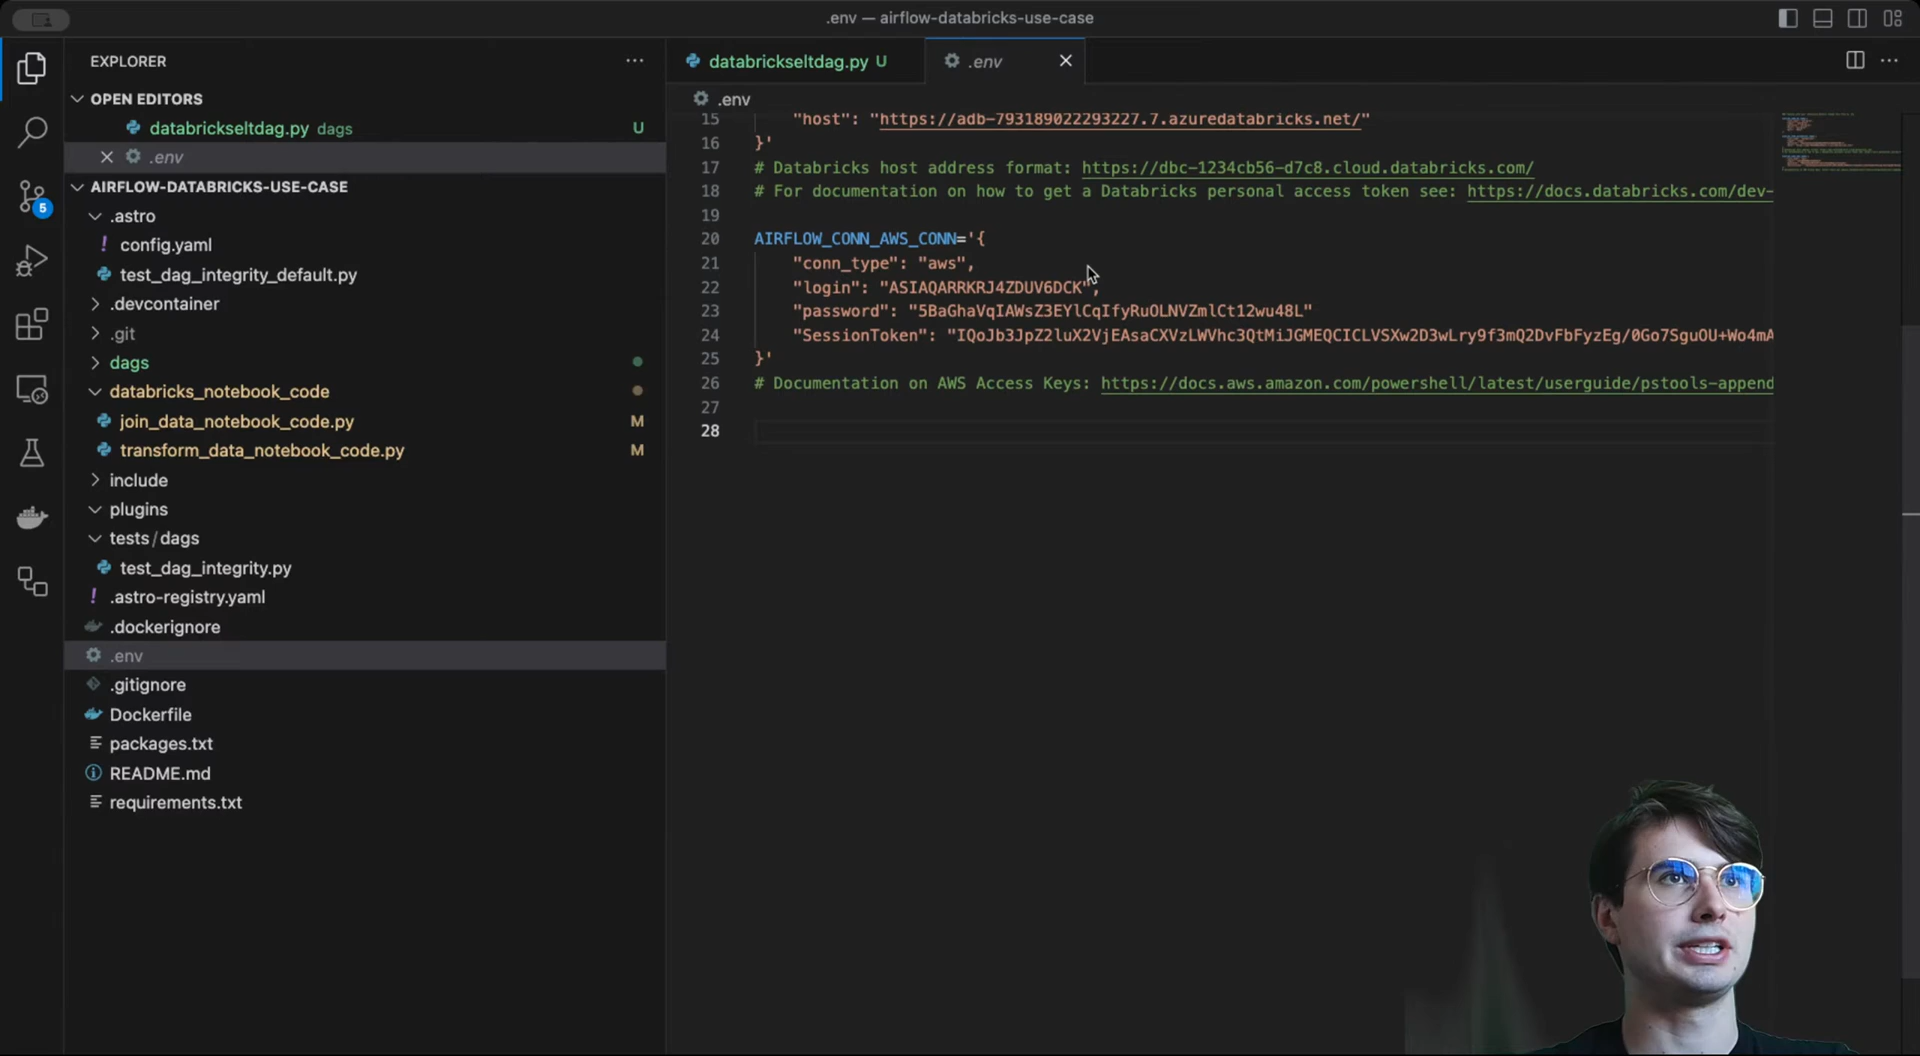 .env — airflow-databricks-use-case
EXPLORER
OPEN EDITORS
databrickseltdag.py dags U
.env
AIRFLOW-DATABRICKS-USE-CASE
.astro
! config.yaml
test_dag_integrity_default.py
.devcontainer
.git
dags
databricks_notebook_code
join_data_notebook_code.py M
transform_data_notebook_code.py M
include
plugins
tests/dags
test_dag_integrity.py
! .astro-registry.yaml
.dockerignore
.env
.gitignore
Dockerfile
packages.txt
README.md
requirements.txt
5
databrickseltdag.py U
.env
.env
15 "host": "https://adb-793189022293227.7.azuredatabricks.net/"
16 }'
17 # Databricks host address format: https://dbc-1234cb56-d7c8.cloud.databricks.com/
18 # For documentation on how to get a Databricks personal access token see: https://docs.databricks.com/dev-
19
20 AIRFLOW_CONN_AWS_CONN='{
21 "conn_type": "aws",
22 "login": "ASIAQARRKRJ4ZDUV6DCK",
23 "password": "5BaGhaVqIAWsZ3EYlCqIfyRuOLNVZmlCt12wu48L"
24 "SessionToken": "IQoJb3JpZ2luX2VjEAsaCXVzLWVhc3QtMiJGMEQCICLVSXw2D3wLry9f3mQ2DvFbFyzEg/0Go7SguOU+Wo4mA
25 }'
26 # Documentation on AWS Access Keys: https://docs.aws.amazon.com/powershell/latest/userguide/pstools-append
27
28